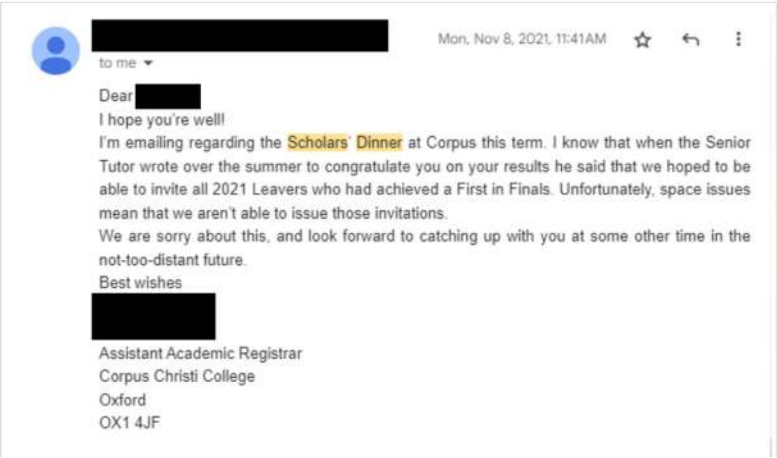 Mon, Nov 8, 2021, 11:41AM
to me
Dear
I hope you're well!
I'm emailing regarding the Scholars' Dinner at Corpus this term. I know that when the Senior
Tutor wrote over the summer to congratulate you on your results he said that we hoped to be
able to invite all 2021 Leavers who had achieved a First in Finals. Unfortunately, space issues
mean that we aren't able to issue those invitations.
We are sorry about this, and look forward to catching up with you at some other time in the
not-too-distant future.
Best wishes
Assistant Academic Registrar
Corpus Christi College
Oxford
OX1 4JF